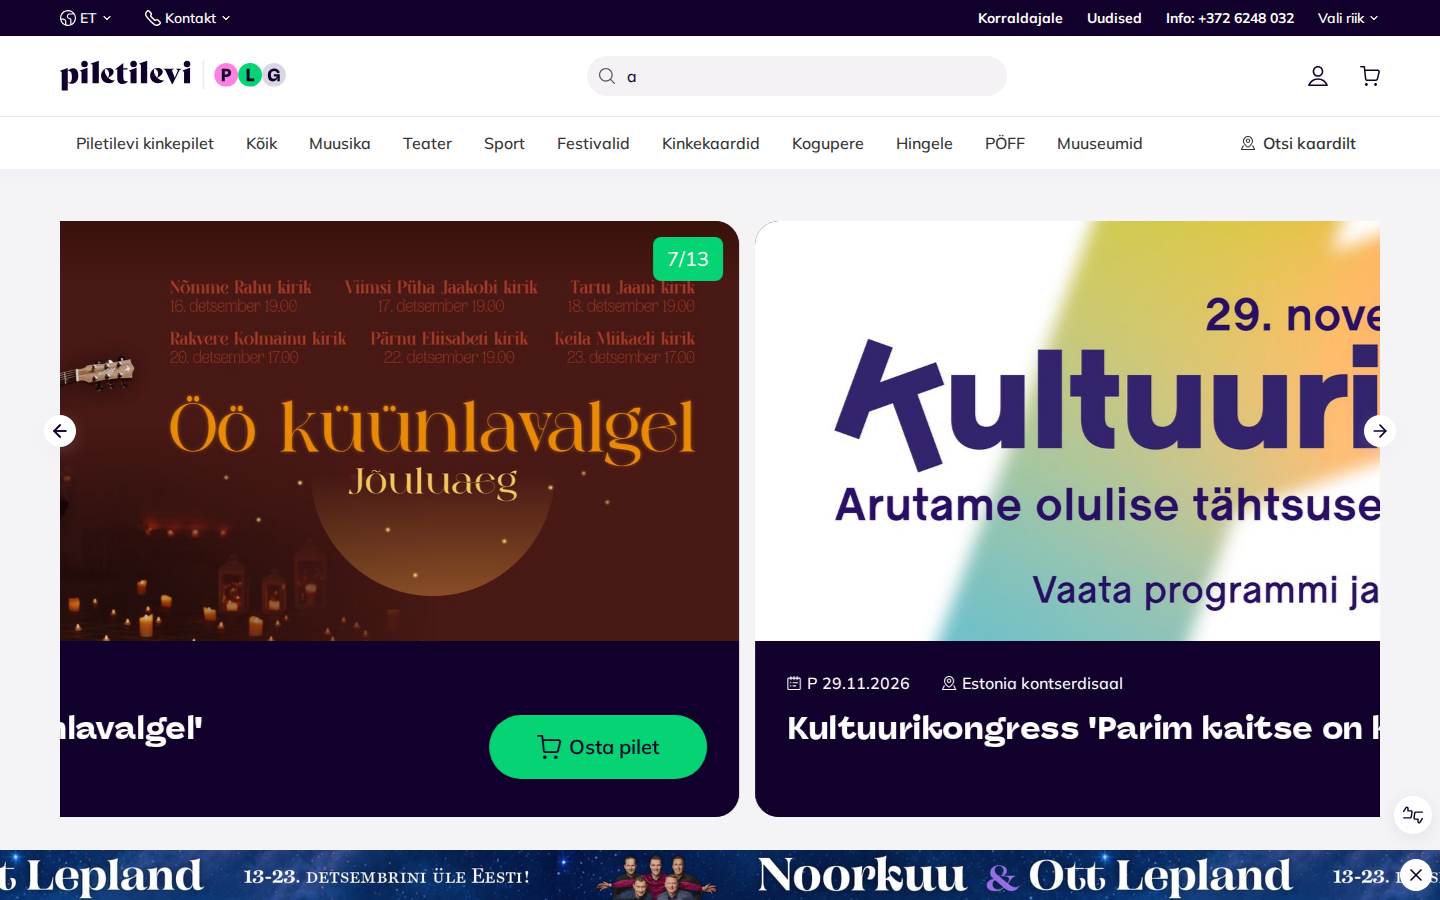 ET
Kontakt
Korraldajale
Uudised
Info: +372 6248 032
Vali riik
piletilevi
P L G
a
Piletilevi kinkepilet
Kõik
Muusika
Teater
Sport
Festivalid
Kinkekaardid
Kogupere
Hingele
PÖFF
Muuseumid
Otsi kaardilt
7/13
Nõmme Rahu kirik
16. detsember 19.00
Viimsi Püha Jaakobi kirik
17. detsember 19.00
Tartu Jaani kirik
18. detsember 19.00
Rakvere Kolmainu kirik
20. detsember 17.00
Pärnu Eliisabeti kirik
22. detsember 19.00
Keila Miikaeli kirik
23. detsember 17.00
Öö küünlavalgel
Jõuluaeg
nlavalgel'
Osta pilet
29. nove
Kultuuri
Arutame olulise tähtsuse
Vaata programmi ja
P 29.11.2026
Estonia kontserdisaal
Kultuurikongress 'Parim kaitse on k
t Lepland
13-23. detsembrini üle Eesti!
Noorkuu & Ott Lepland
13-23.